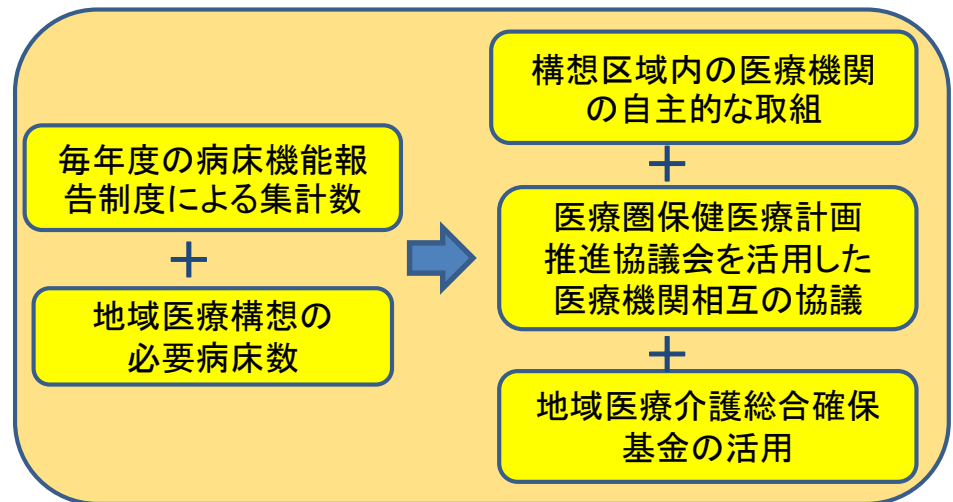 毎年度の病床機能報
告制度による集計数
＋
地域医療構想の
必要病床数
構想区域内の医療機関
の自主的な取組
＋
医療圏保健医療計画
推進協議会を活用した
医療機関相互の協議
＋
地域医療介護総合確保
基金の活用